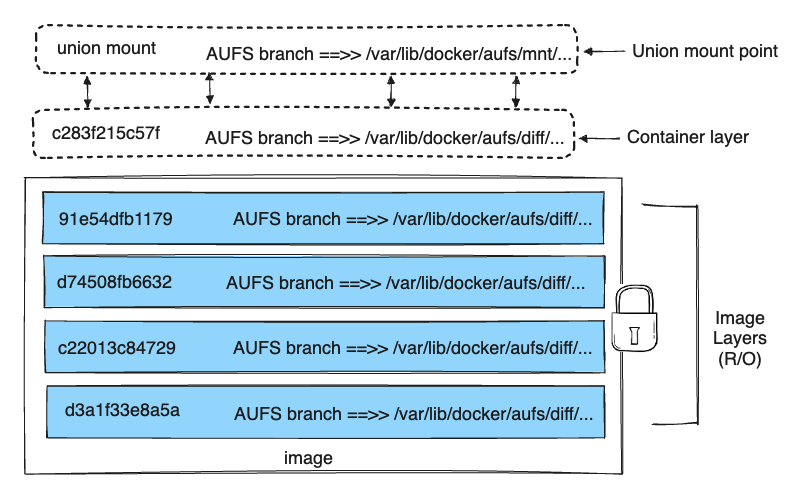 union mount AUFS branch ==>> /var/lib/docker/aufs/mnt/... Union mount point
c283f215c57f AUFS branch ==>> /var/lib/docker/aufs/diff/... Container layer
91e54dfb1179 AUFS branch ==>> /var/lib/docker/aufs/diff/...
d74508fb6632 AUFS branch ==>> /var/lib/docker/aufs/diff/...
c22013c84729 AUFS branch ==>> /var/lib/docker/aufs/diff/...
d3a1f33e8a5a AUFS branch ==>> /var/lib/docker/aufs/diff/...
image
Image
Layers
(R/O)